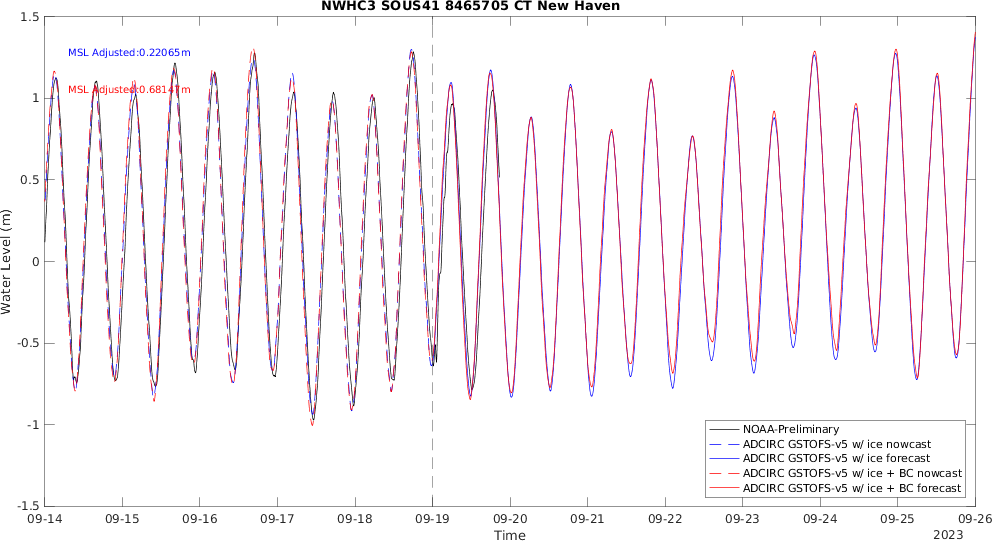 NWHC3 SOUS41 8465705 CT New Haven
1.5
MSL Adjusted:0.22065m
MSL Adjusted:0.68147m
1
0.5
0
-0.5
-1
-1.5
Water Level (m)
NOAA-Preliminary
ADCIRC GSTOFS-v5 w/ ice nowcast
ADCIRC GSTOFS-v5 w/ ice forecast
ADCIRC GSTOFS-v5 w/ ice + BC nowcast
ADCIRC GSTOFS-v5 w/ ice + BC forecast
09-14 09-15 09-16 09-17 09-18 09-19 09-20 09-21 09-22 09-23 09-24 09-25 09-26
Time
2023